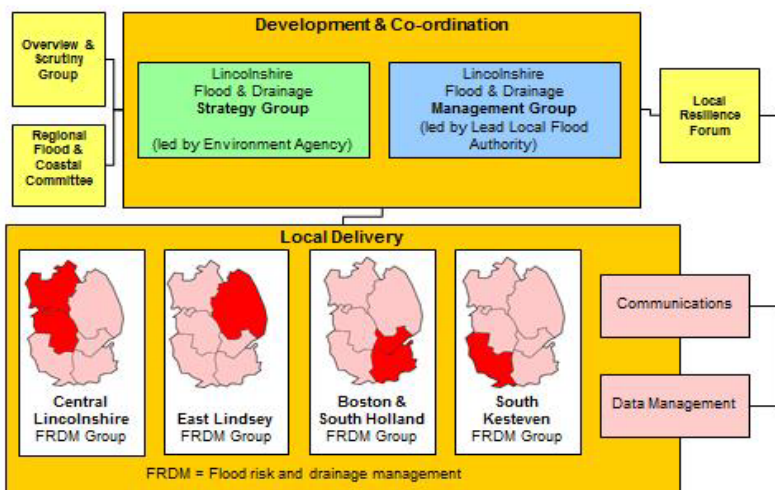 Development & Co-ordination
Overview &
Scrutiny
Group
Regional
Flood &
Coastal
Committee
Lincolnshire
Flood & Drainage
Strategy Group
(led by Environment Agency)
Lincolnshire
Flood & Drainage
Management Group
(led by Lead Local Flood
Authority)
Local
Resilience
Forum
Local Delivery
Central
Lincolnshire
FRDM Group
East Lindsey
FRDM Group
Boston &
South Holland
FRDM Group
South
Kesteven
FRDM Group
Communications
Data Management
FRDM = Flood risk and drainage management